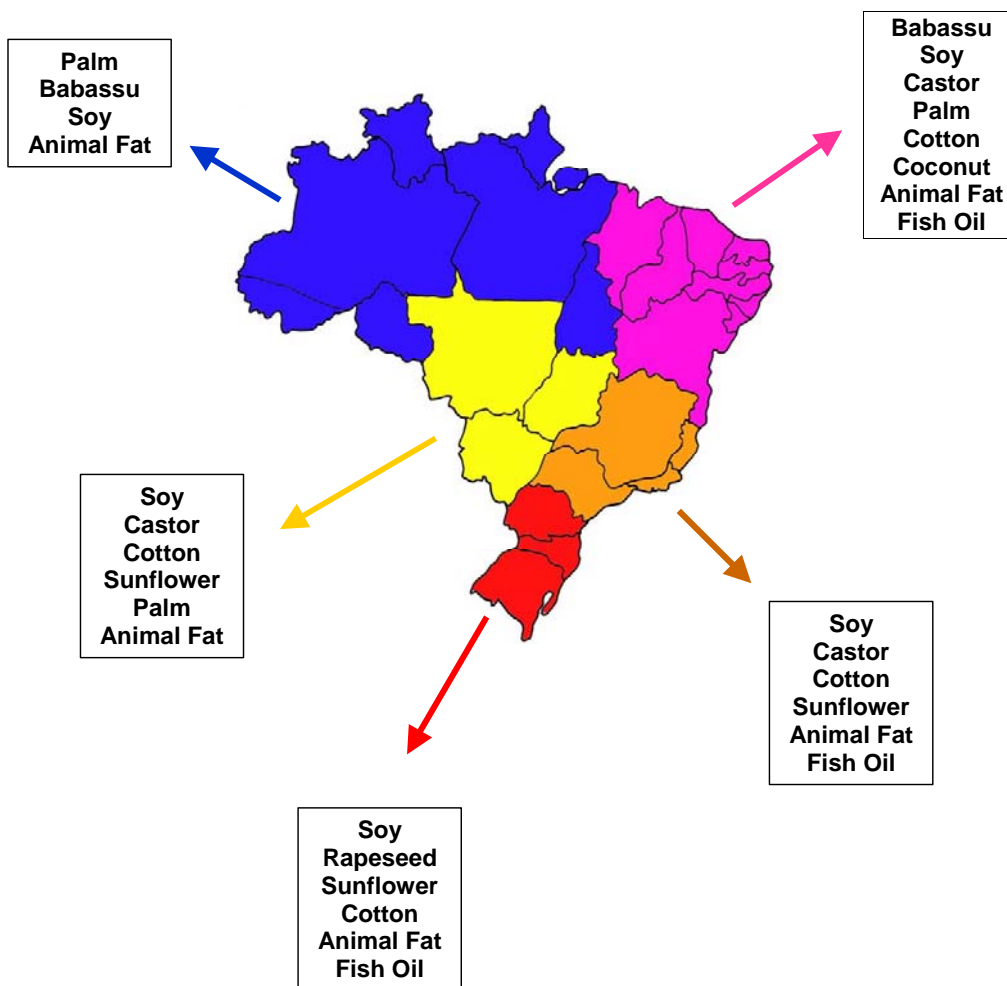 Palm
Babassu
Soy
Animal Fat
Babassu
Soy
Castor
Palm
Cotton
Coconut
Animal Fat
Fish Oil
Soy
Castor
Cotton
Sunflower
Palm
Animal Fat
Soy
Castor
Cotton
Sunflower
Animal Fat
Fish Oil
Soy
Rapeseed
Sunflower
Cotton
Animal Fat
Fish Oil